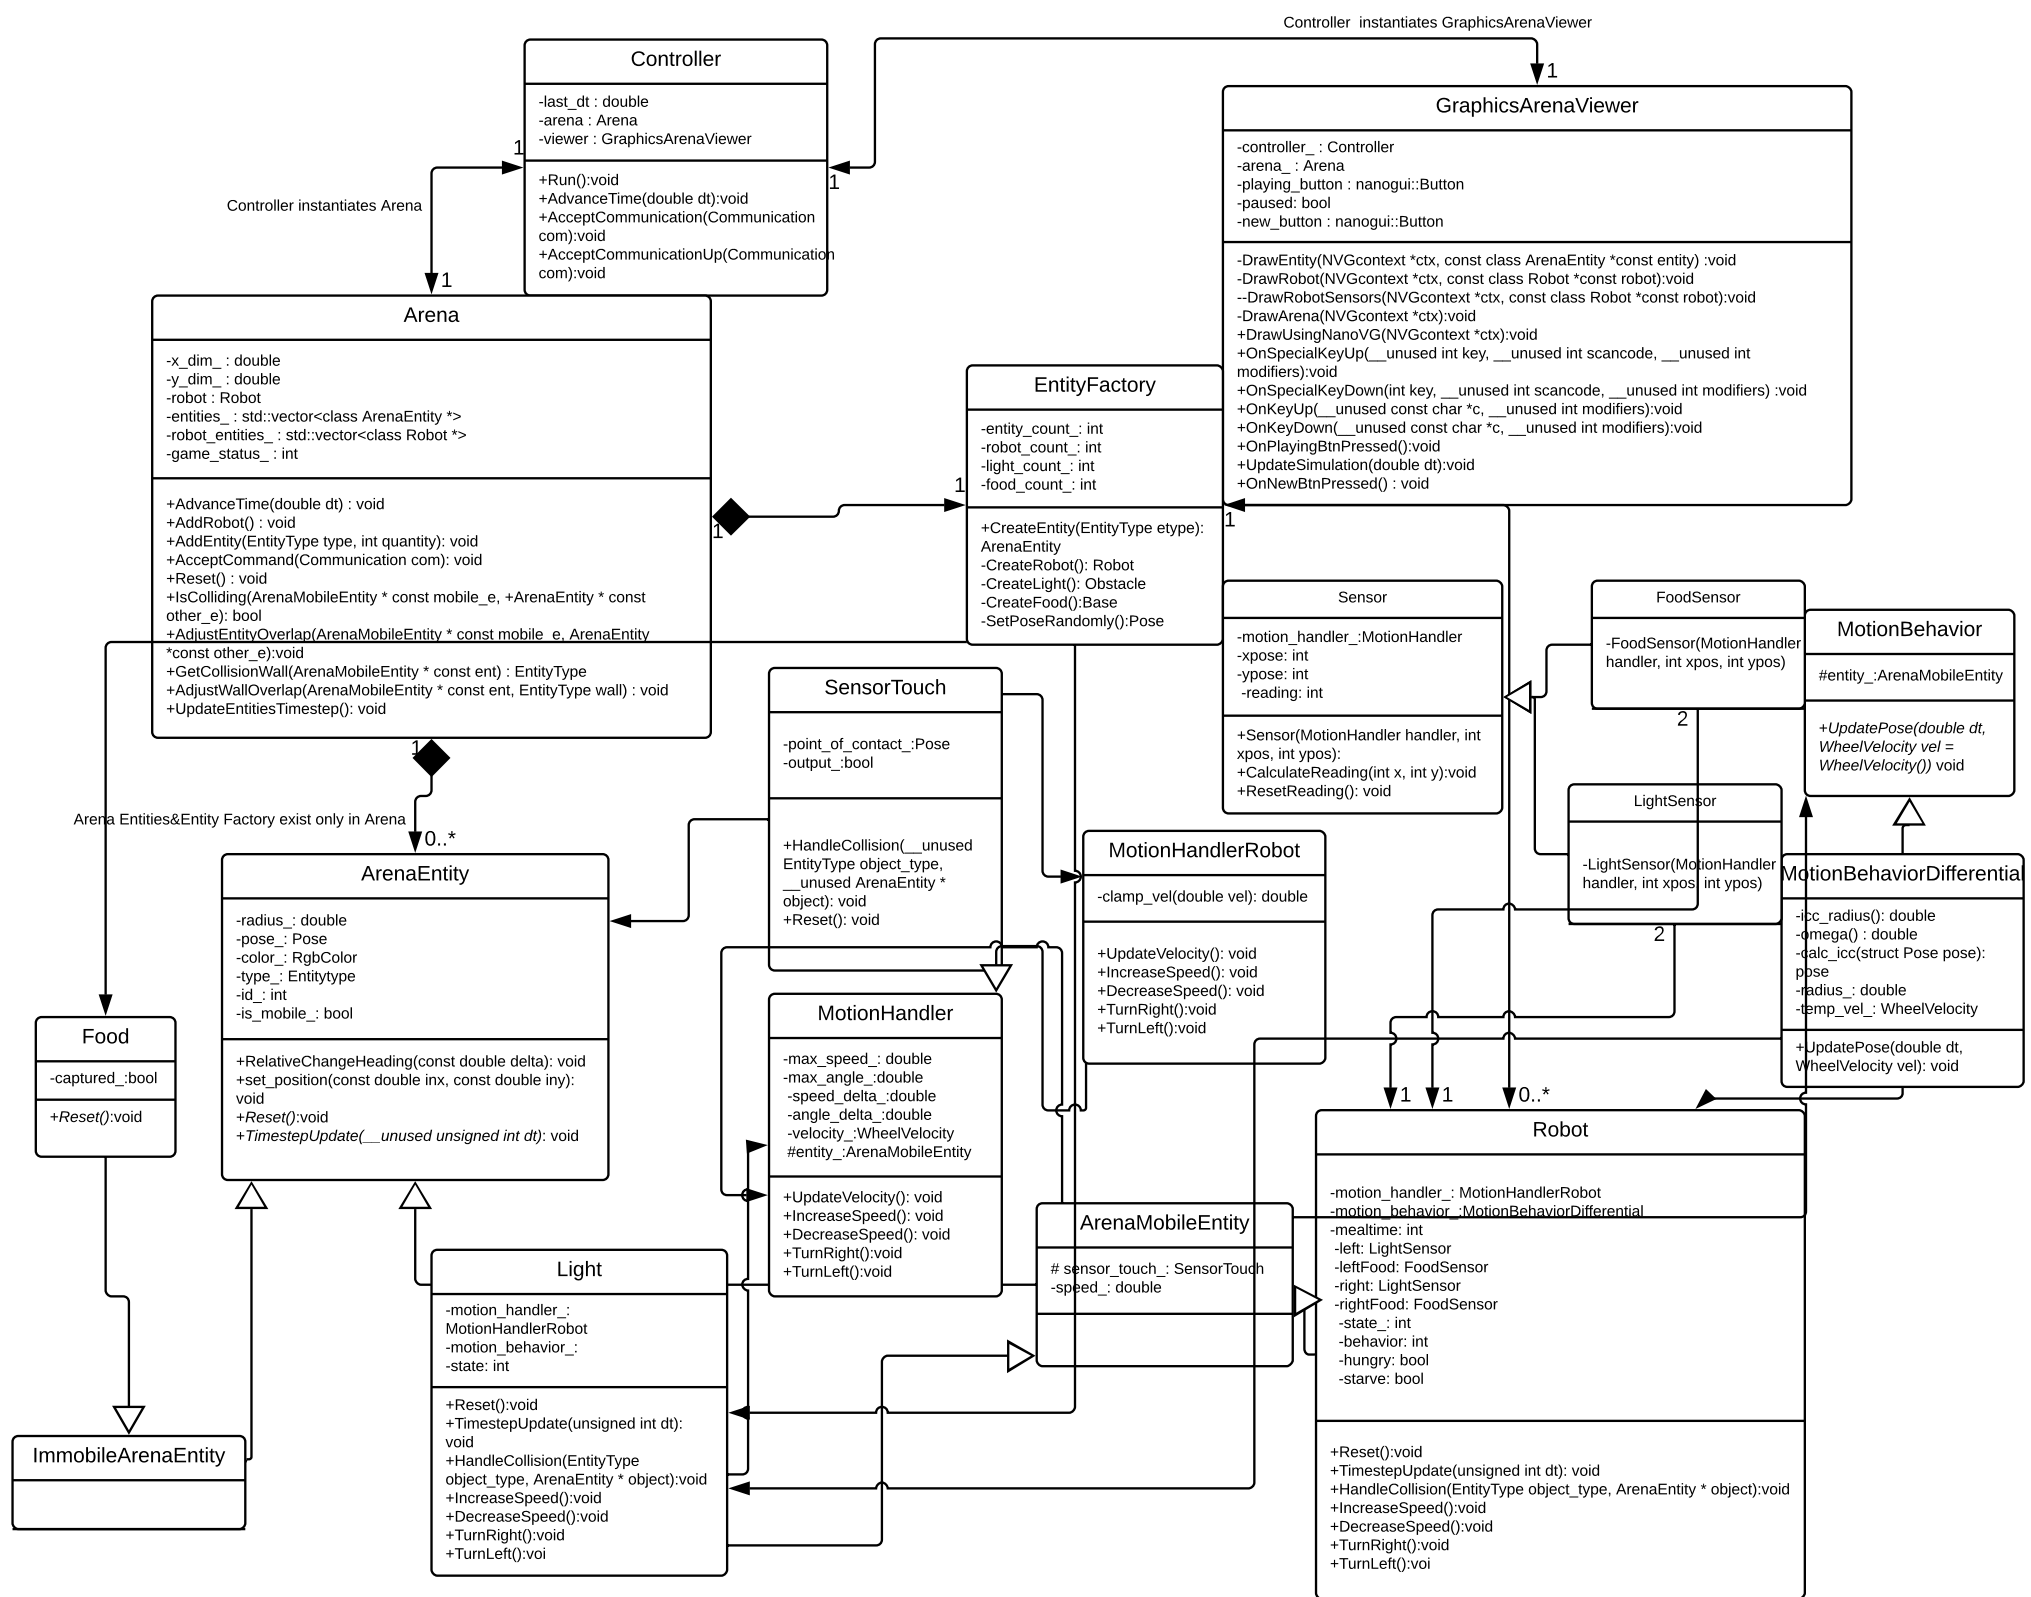 Controller  instantiates GraphicsArenaViewer
Controller
-last_dt : double
-arena : Arena
-viewer : GraphicsArenaViewer
+Run():void
+AdvanceTime(double dt):void
+AcceptCommunication(Communication
com):void
+AcceptCommunicationUp(Communication
com):void
1
1
1
1
Controller instantiates Arena
GraphicsArenaViewer
-controller_ : Controller
-arena_ : Arena
-playing_button : nanogui::Button
-paused: bool
-new_button : nanogui::Button
-DrawEntity(NVGcontext *ctx, const class ArenaEntity *const entity) :void
-DrawRobot(NVGcontext *ctx, const class Robot *const robot):void
--DrawRobotSensors(NVGcontext *ctx, const class Robot *const robot):void
-DrawArena(NVGcontext *ctx):void
+DrawUsingNanoVG(NVGcontext *ctx):void
+OnSpecialKeyUp(__unused int key, __unused int scancode, __unused int
modifiers):void
+OnSpecialKeyDown(int key, __unused int scancode, __unused int modifiers) :void
+OnKeyUp(__unused const char *c, __unused int modifiers):void
+OnKeyDown(__unused const char *c, __unused int modifiers):void
+OnPlayingBtnPressed():void
+UpdateSimulation(double dt):void
+OnNewBtnPressed() : void
Arena
-x_dim_ : double
-y_dim_ : double
-robot : Robot
-entities_ : std::vector<class ArenaEntity *>
-robot_entities_ : std::vector<class Robot *>
-game_status_ : int
+AdvanceTime(double dt) : void
+AddRobot() : void
+AddEntity(EntityType type, int quantity): void
+AcceptCommand(Communication com): void
+Reset() : void
+IsColliding(ArenaMobileEntity * const mobile_e, +ArenaEntity * const
other_e): bool
+AdjustEntityOverlap(ArenaMobileEntity * const mobile_e, ArenaEntity
*const other_e):void
+GetCollisionWall(ArenaMobileEntity * const ent) : EntityType
+AdjustWallOverlap(ArenaMobileEntity * const ent, EntityType wall) : void
+UpdateEntitiesTimestep(): void
1
1
1
1
EntityFactory
-entity_count_: int
-robot_count_: int
-light_count_: int
-food_count_: int
+CreateEntity(EntityType etype):
ArenaEntity
-CreateRobot(): Robot
-CreateLight(): Obstacle
-CreateFood():Base
-SetPoseRandomly():Pose
Sensor
-motion_handler_:MotionHandler
-xpose: int
-ypose: int
-reading: int
+Sensor(MotionHandler handler, int
xpos, int ypos):
+CalculateReading(int x, int y):void
+ResetReading(): void
FoodSensor
-FoodSensor(MotionHandler
handler, int xpos, int ypos)
2
MotionBehavior
#entity_:ArenaMobileEntity
+UpdatePose(double dt,
WheelVelocity vel =
WheelVelocity()) void
SensorTouch
-point_of_contact_:Pose
-output_:bool
+HandleCollision(__unused
EntityType object_type,
__unused ArenaEntity *
object): void
+Reset(): void
LightSensor
-LightSensor(MotionHandler
handler, int xpos, int ypos)
2
Arena Entities&Entity Factory exist only in Arena
0..*
ArenaEntity
-radius_: double
-pose_: Pose
-color_: RgbColor
-type_: Entitytype
-id_: int
-is_mobile_: bool
+RelativeChangeHeading(const double delta): void
+set_position(const double inx, const double iny):
void
+Reset():void
+TimestepUpdate(__unused unsigned int dt): void
MotionHandlerRobot
-clamp_vel(double vel): double
+UpdateVelocity(): void
+IncreaseSpeed(): void
+DecreaseSpeed(): void
+TurnRight():void
+TurnLeft():void
MotionBehaviorDifferential
-icc_radius(): double
-omega() : double
-calc_icc(struct Pose pose):
pose
-radius_: double
-temp_vel_: WheelVelocity
+UpdatePose(double dt,
WheelVelocity vel): void
Food
-captured_:bool
+Reset():void
MotionHandler
-max_speed_: double
-max_angle_:double
-speed_delta_:double
-angle_delta_:double
-velocity_:WheelVelocity
#entity_:ArenaMobileEntity
+UpdateVelocity(): void
+IncreaseSpeed(): void
+DecreaseSpeed(): void
+TurnRight():void
+TurnLeft():void
1
1
0..*
Robot
-motion_handler_: MotionHandlerRobot
-motion_behavior_:MotionBehaviorDifferential
-mealtime: int
-left: LightSensor
-leftFood: FoodSensor
-right: LightSensor
-rightFood: FoodSensor
-state_: int
-behavior: int
-hungry: bool
-starve: bool
+Reset():void
+TimestepUpdate(unsigned int dt): void
+HandleCollision(EntityType object_type, ArenaEntity * object):void
+IncreaseSpeed():void
+DecreaseSpeed():void
+TurnRight():void
+TurnLeft():voi
ArenaMobileEntity
# sensor_touch_: SensorTouch
-speed_: double
Light
-motion_handler_:
MotionHandlerRobot
-motion_behavior_:
-state: int
+Reset():void
+TimestepUpdate(unsigned int dt):
void
+HandleCollision(EntityType
object_type, ArenaEntity * object):void
+IncreaseSpeed():void
+DecreaseSpeed():void
+TurnRight():void
+TurnLeft():voi
ImmobileArenaEntity